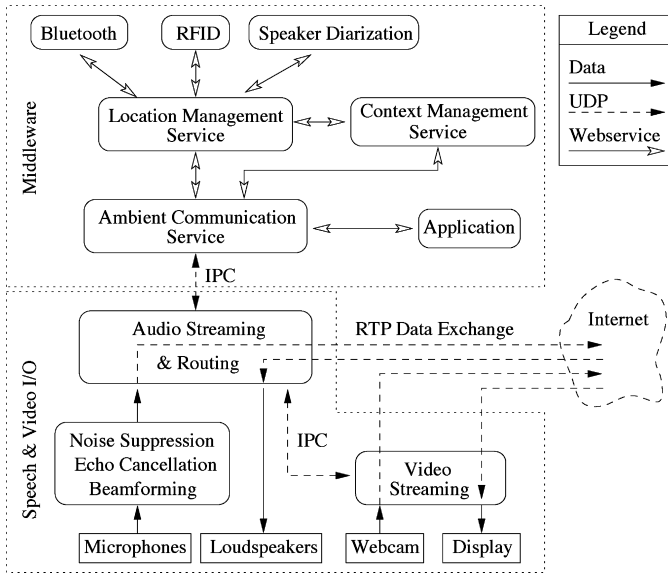 Bluetooth
RFID
Speaker Diarization
Legend
Data
UDP
Webservice
Middleware
Location Management
Service
Context Management
Service
Ambient Communication
Service
Application
IPC
Audio Streaming
& Routing
RTP Data Exchange
Internet
Speech & Video I/O
Noise Suppression
Echo Cancellation
Beamforming
IPC
Video
Streaming
Microphones
Loudspeakers
Webcam
Display